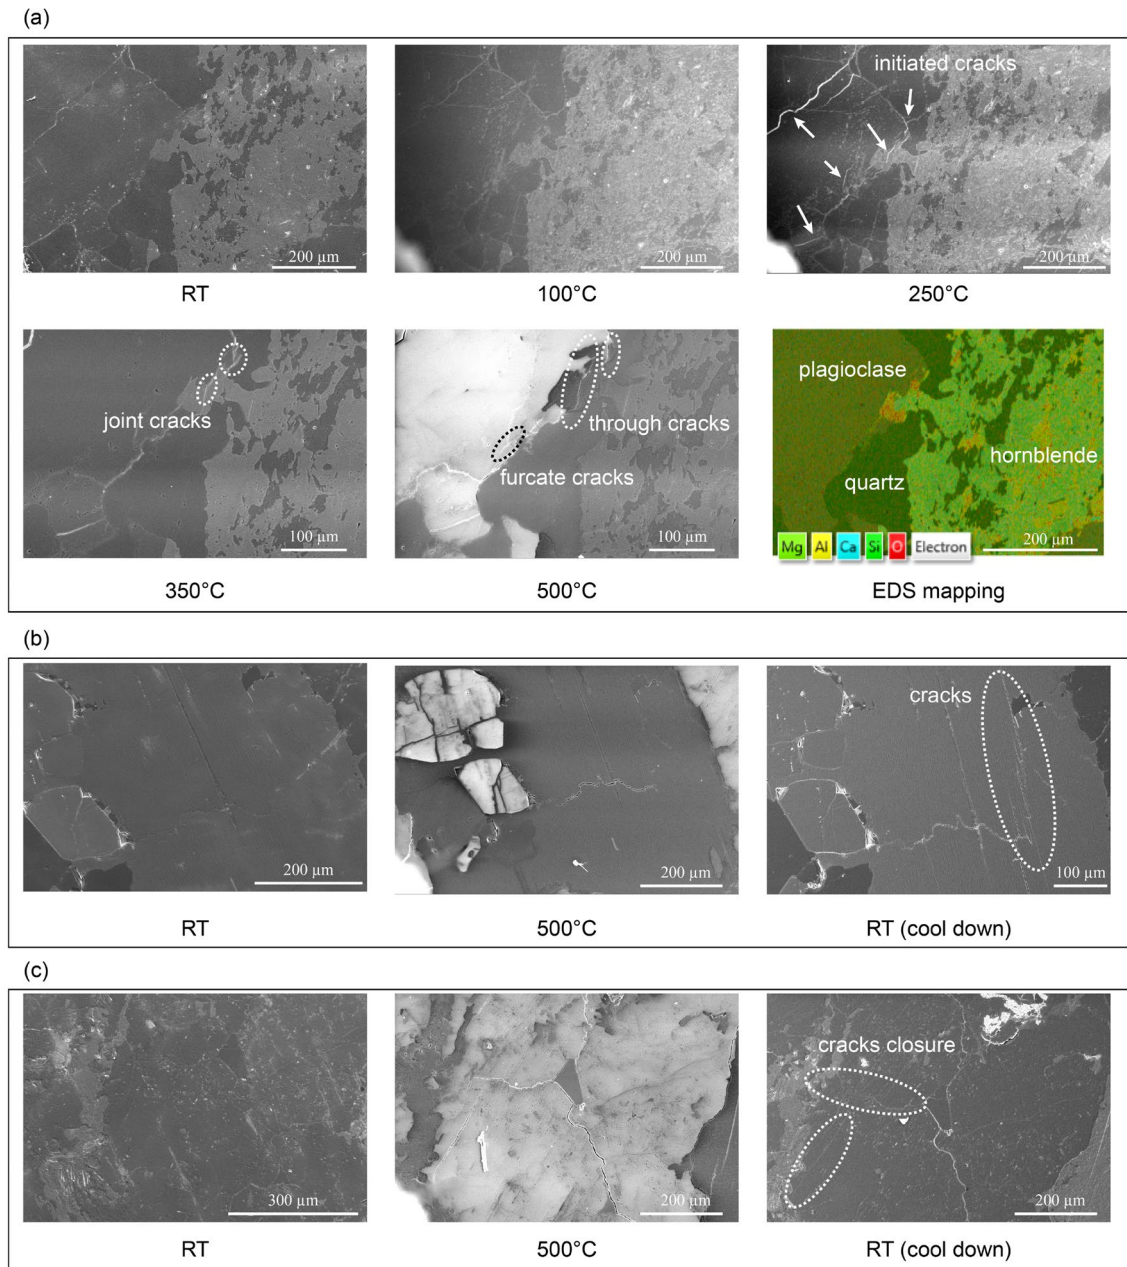 (a)
initiated cracks
200 µm
200 µm
200 µm
RT
100°C
250°C
joint cracks
100 µm
through cracks
furcate cracks
100 µm
plagioclase
hornblende
quartz
Mg Al Ca Si O Electron
200 µm
350°C
500°C
EDS mapping
(b)
cracks
200 µm
200 µm
100 µm
RT
500°C
RT (cool down)
(c)
cracks closure
300 µm
200 µm
200 µm
RT
500°C
RT (cool down)